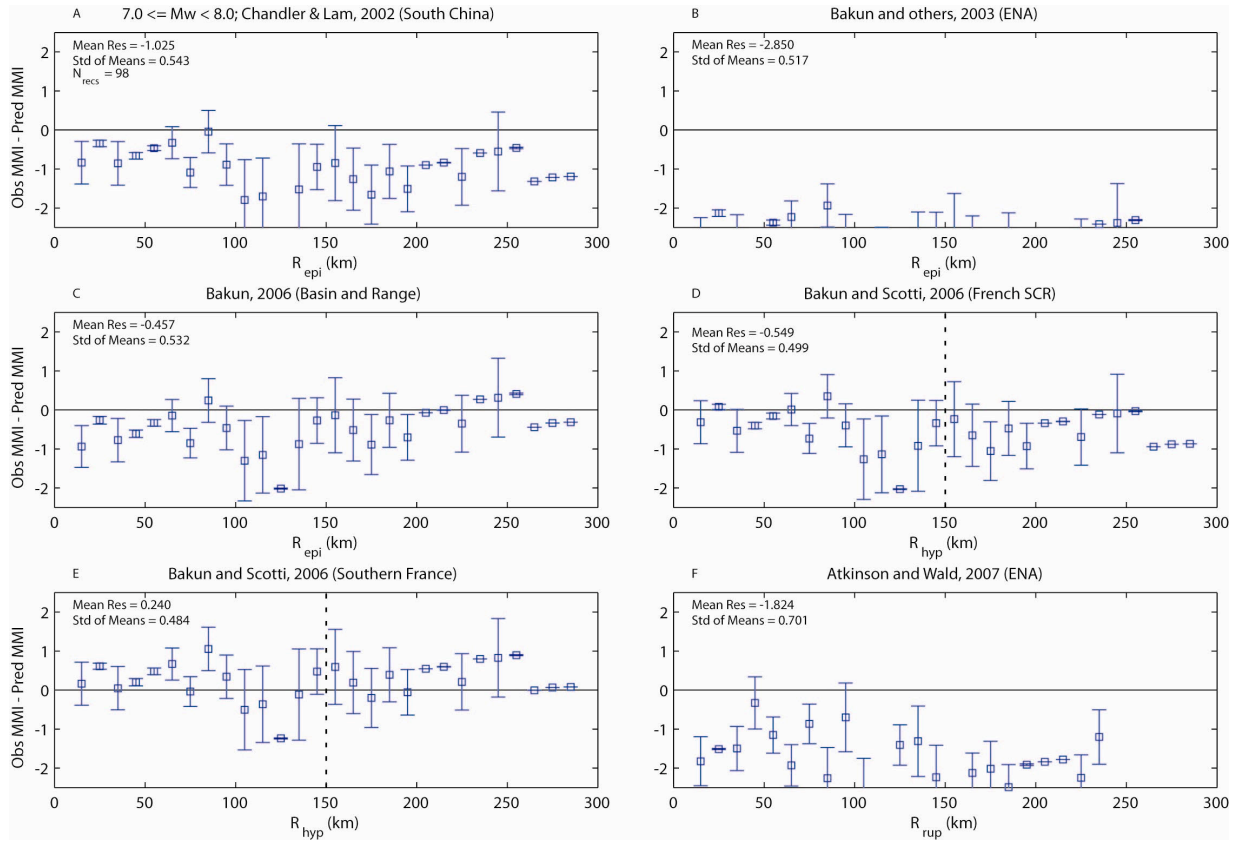 A 7.0 <= Mw < 8.0; Chandler & Lam, 2002 (South China)
Mean Res = -1.025
Std of Means = 0.543
N recs = 98
Obs MMI - Pred MMI
2
1
0
-1
-2
0 50 100 150 200 250 300
R epi (km)
B Bakun and others, 2003 (ENA)
Mean Res = -2.850
Std of Means = 0.517
2
1
0
-1
-2
0 50 100 150 200 250 300
R epi (km)
C Bakun, 2006 (Basin and Range)
Mean Res = -0.457
Std of Means = 0.532
Obs MMI - Pred MMI
2
1
0
-1
-2
0 50 100 150 200 250 300
R epi (km)
D Bakun and Scotti, 2006 (French SCR)
Mean Res = -0.549
Std of Means = 0.499
2
1
0
-1
-2
0 50 100 150 200 250 300
R hyp (km)
E Bakun and Scotti, 2006 (Southern France)
Mean Res = 0.240
Std of Means = 0.484
Obs MMI - Pred MMI
2
1
0
-1
-2
0 50 100 150 200 250 300
R hyp (km)
F Atkinson and Wald, 2007 (ENA)
Mean Res = -1.824
Std of Means = 0.701
2
1
0
-1
-2
0 50 100 150 200 250 300
R rup (km)